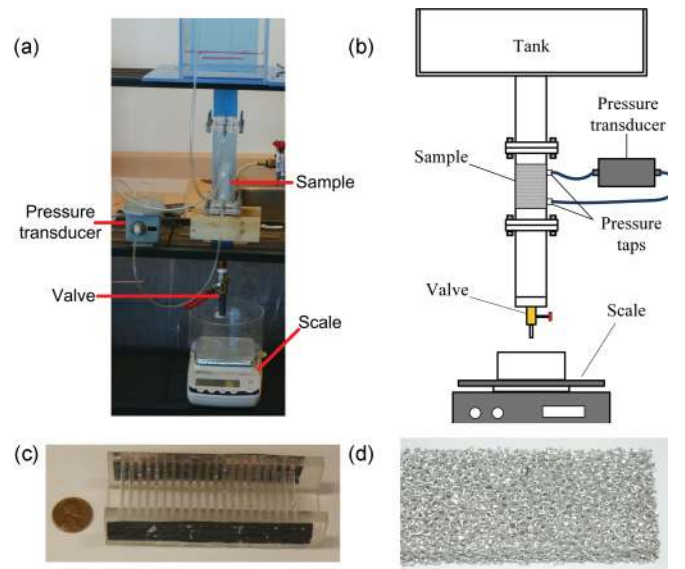 (a)
Sample
Pressure
transducer
Valve
Scale
(b)
Tank
Pressure
transducer
Sample
Pressure
taps
Valve
Scale
(c)
(d)